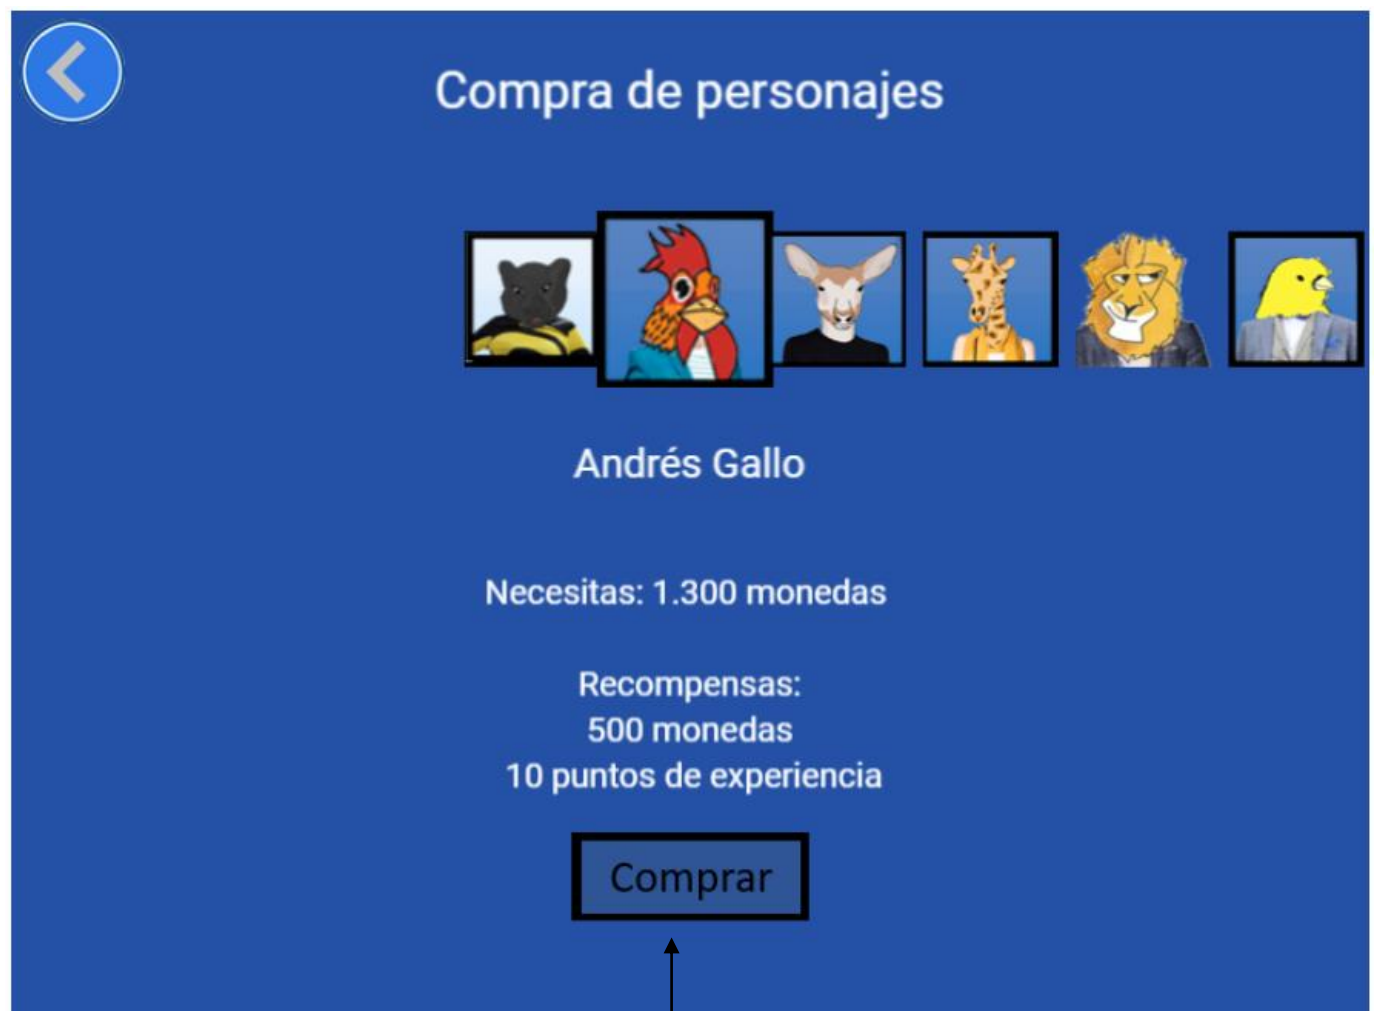 Compra de personajes
Andrés Gallo
Necesitas: 1.300 monedas
Recompensas:
500 monedas
10 puntos de experiencia
Comprar